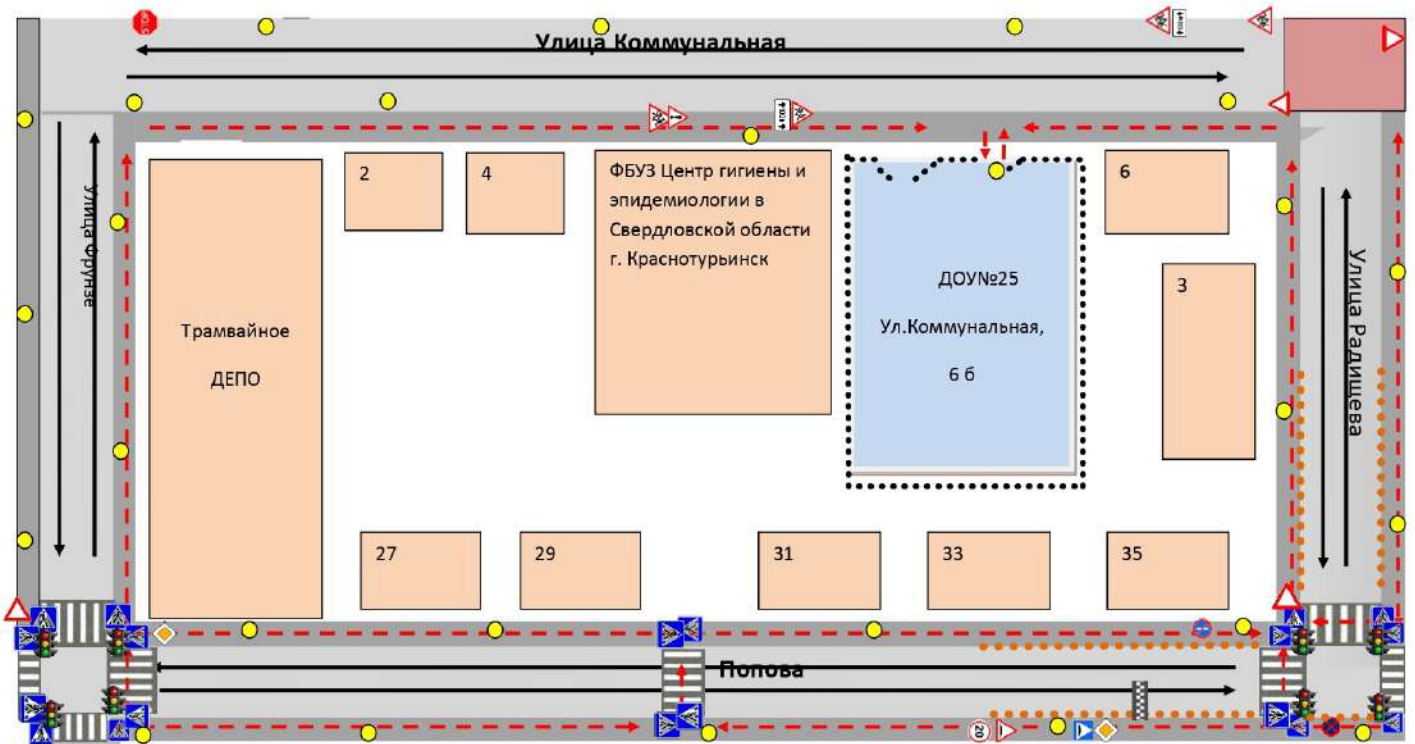 STOP
Улица Коммунальная
2
4
ФБУЗ Центр гигиены и
эпидемиологии в
Свердловской области
г. Краснотурьинск
6
Улица Фрунзе
Трамвайное
ДЕПО
ДОУ№25
Ул.Коммунальная,
6 б
3
Улица Радищева
27
29
31
33
35
Попова
20